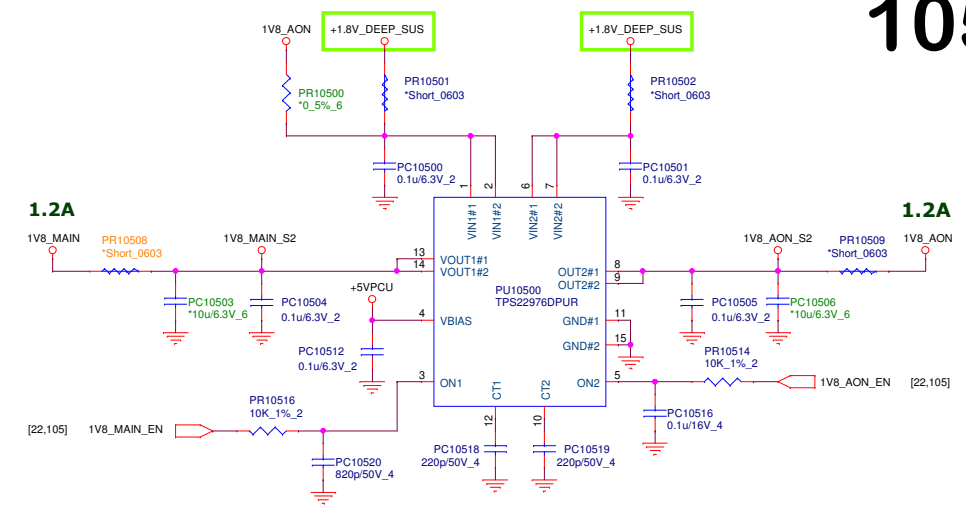 105
1V8_AON
+1.8V_DEEP_SUS
+1.8V_DEEP_SUS
PR10500
*0_5%_6
PR10501
*Short_0603
PR10502
*Short_0603
PC10500
0.1u/6.3V_2
PC10501
0.1u/6.3V_2
1
2
6
7
VIN1#1
VIN1#2
VIN2#1
VIN2#2
1.2A
1.2A
1V8_MAIN
PR10508
*Short_0603
1V8_MAIN_S2
1V8_AON_S2
PR10509
*Short_0603
1V8_AON
13
VOUT1#1
14
VOUT1#2
8
OUT2#1
9
OUT2#2
PU10500
TPS22976DPUR
PC10503
*10u/6.3V_6
PC10504
0.1u/6.3V_2
+5VPCU
PC10505
0.1u/6.3V_2
PC10506
*10u/6.3V_6
4
VBIAS
GND#1
11
GND#2
15
PC10512
0.1u/6.3V_2
3
ON1
CT1
CT2
ON2
5
PR10514
10K_1%_2
1V8_AON_EN
[22,105]
PR10516
10K_1%_2
[22,105]
1V8_MAIN_EN
12
10
PC10516
0.1u/16V_4
PC10518
220p/50V_4
PC10519
220p/50V_4
PC10520
820p/50V_4